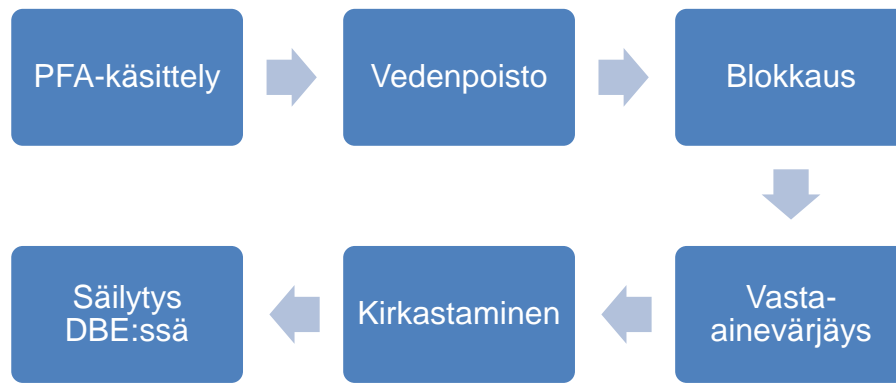 PFA-käsittely
Vedenpoisto
Blokkaus
Vasta-
ainevärjäys
Kirkastaminen
Säilytys
DBE:ssä